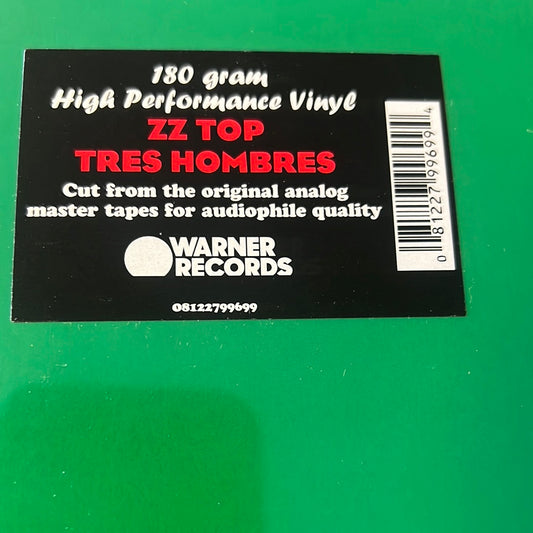 180 gram
High Performance Vinyl
ZZ TOP
TRES HOMBRES
Cut from the original analog
master tapes for audiophile quality
WARNER
RECORDS
08122799699
0 81227 99699 4